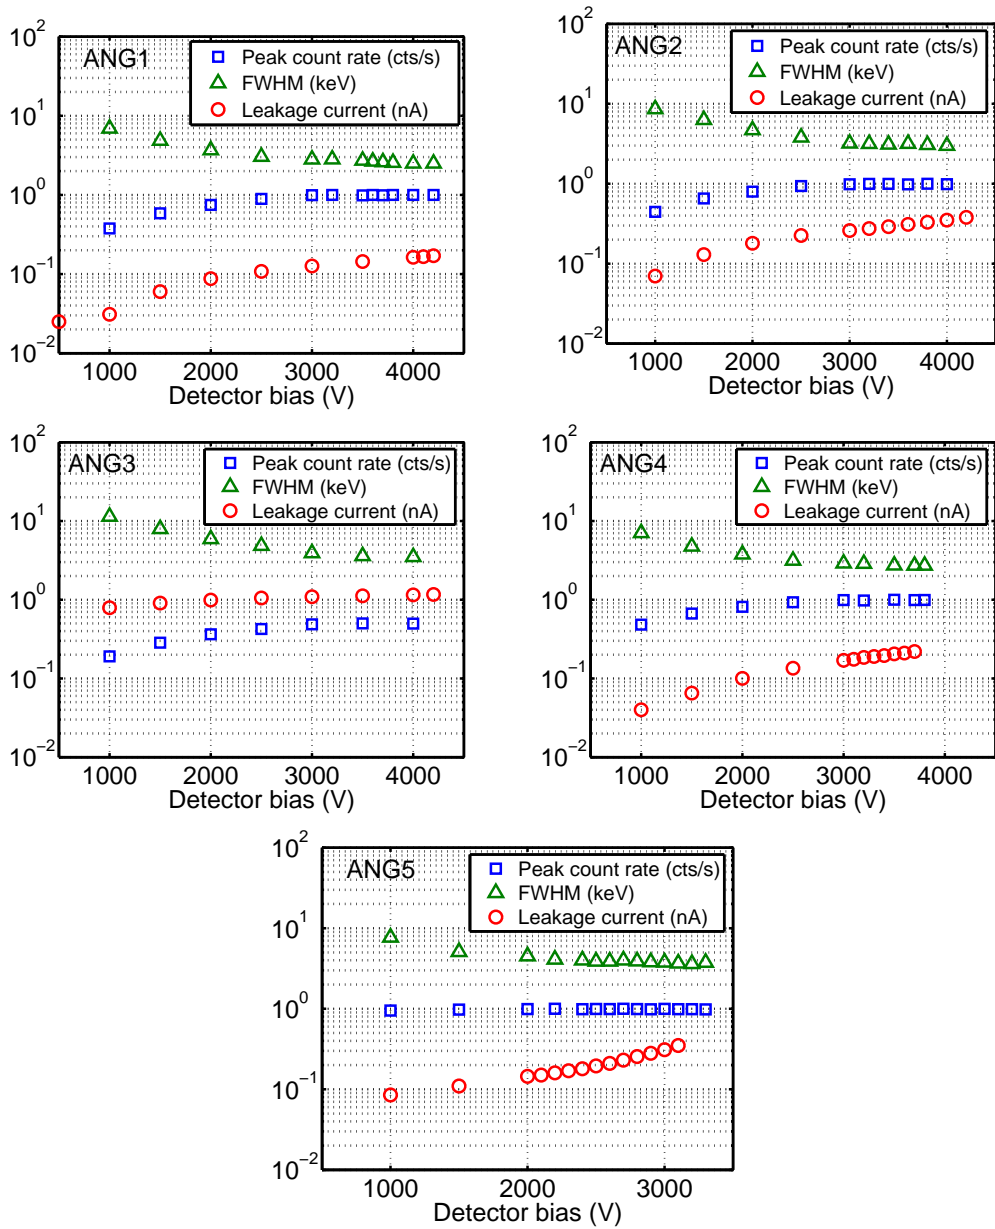 ANG1
Peak count rate (cts/s)
FWHM (keV)
Leakage current (nA)
10^2
10^1
10^0
10^−1
10^−2
1000 2000 3000 4000
Detector bias (V)
ANG2
Peak count rate (cts/s)
FWHM (keV)
Leakage current (nA)
10^2
10^1
10^0
10^−1
10^−2
1000 2000 3000 4000
Detector bias (V)
ANG3
Peak count rate (cts/s)
FWHM (keV)
Leakage current (nA)
10^2
10^1
10^0
10^−1
10^−2
1000 2000 3000 4000
Detector bias (V)
ANG4
Peak count rate (cts/s)
FWHM (keV)
Leakage current (nA)
10^2
10^1
10^0
10^−1
10^−2
1000 2000 3000 4000
Detector bias (V)
ANG5
Peak count rate (cts/s)
FWHM (keV)
Leakage current (nA)
10^2
10^1
10^0
10^−1
10^−2
1000 2000 3000
Detector bias (V)